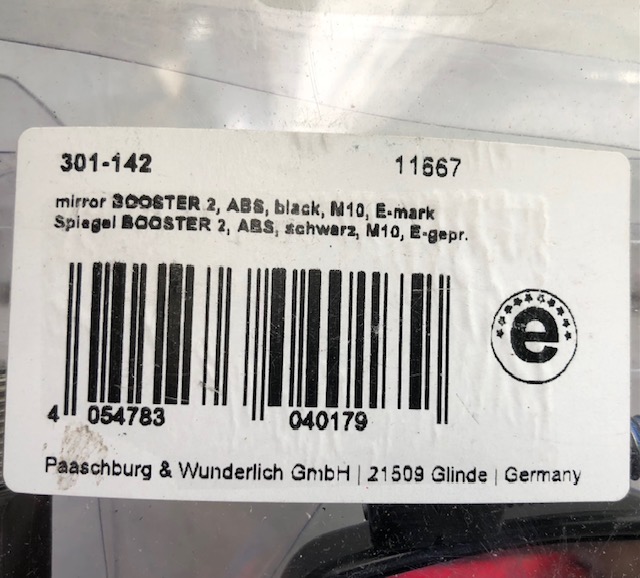 301-142 11667
mirror BOOSTER 2, ABS, black, M10, E-mark
Spiegel BOOSTER 2, ABS, schwarz, M10, E-gepr.
e
4 054783 040179
Paaschburg & Wunderlich GmbH | 21509 Glinde | Germany